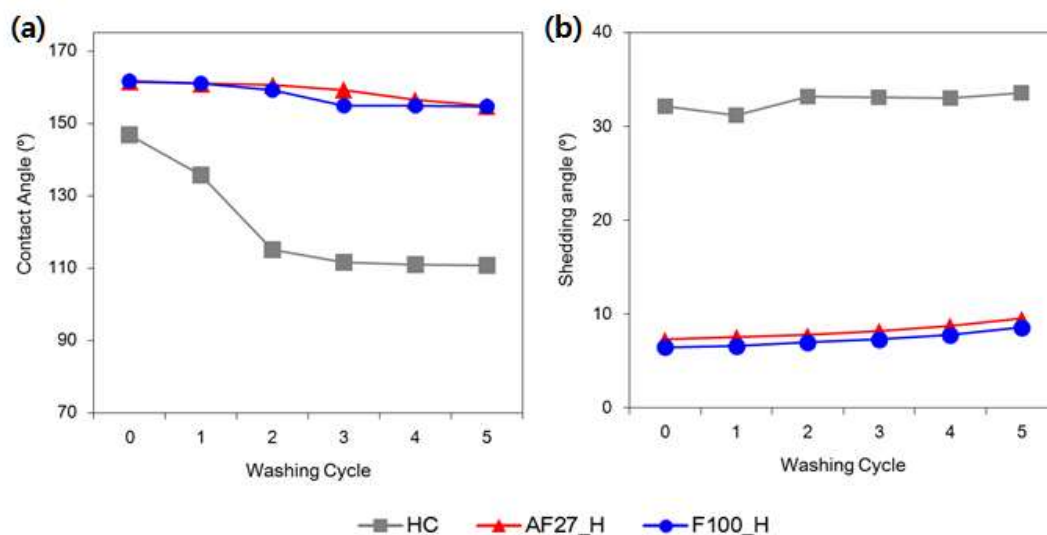 (a)
170
150
130
110
90
70
Contact Angle (°)
0 1 2 3 4 5
Washing Cycle
(b)
40
30
20
10
0
Shedding angle (°)
0 1 2 3 4 5
Washing Cycle
HC AF27_H F100_H